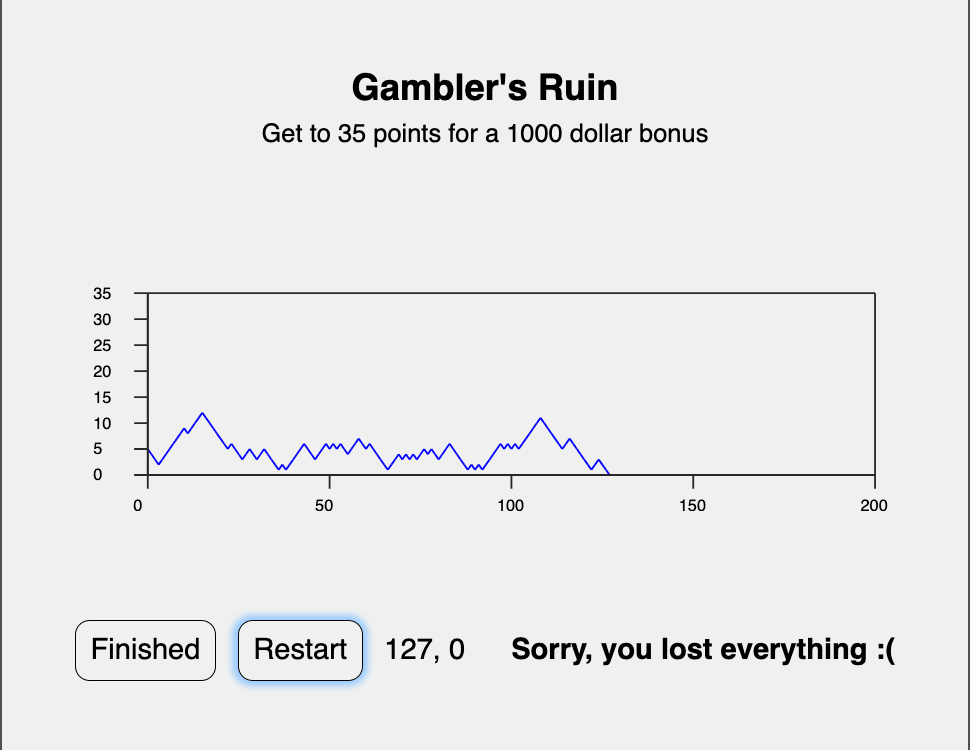 Gambler's Ruin
Get to 35 points for a 1000 dollar bonus
35
30
25
20
15
10
5
0
0 50 100 150 200
Finished Restart 127, 0 Sorry, you lost everything :(